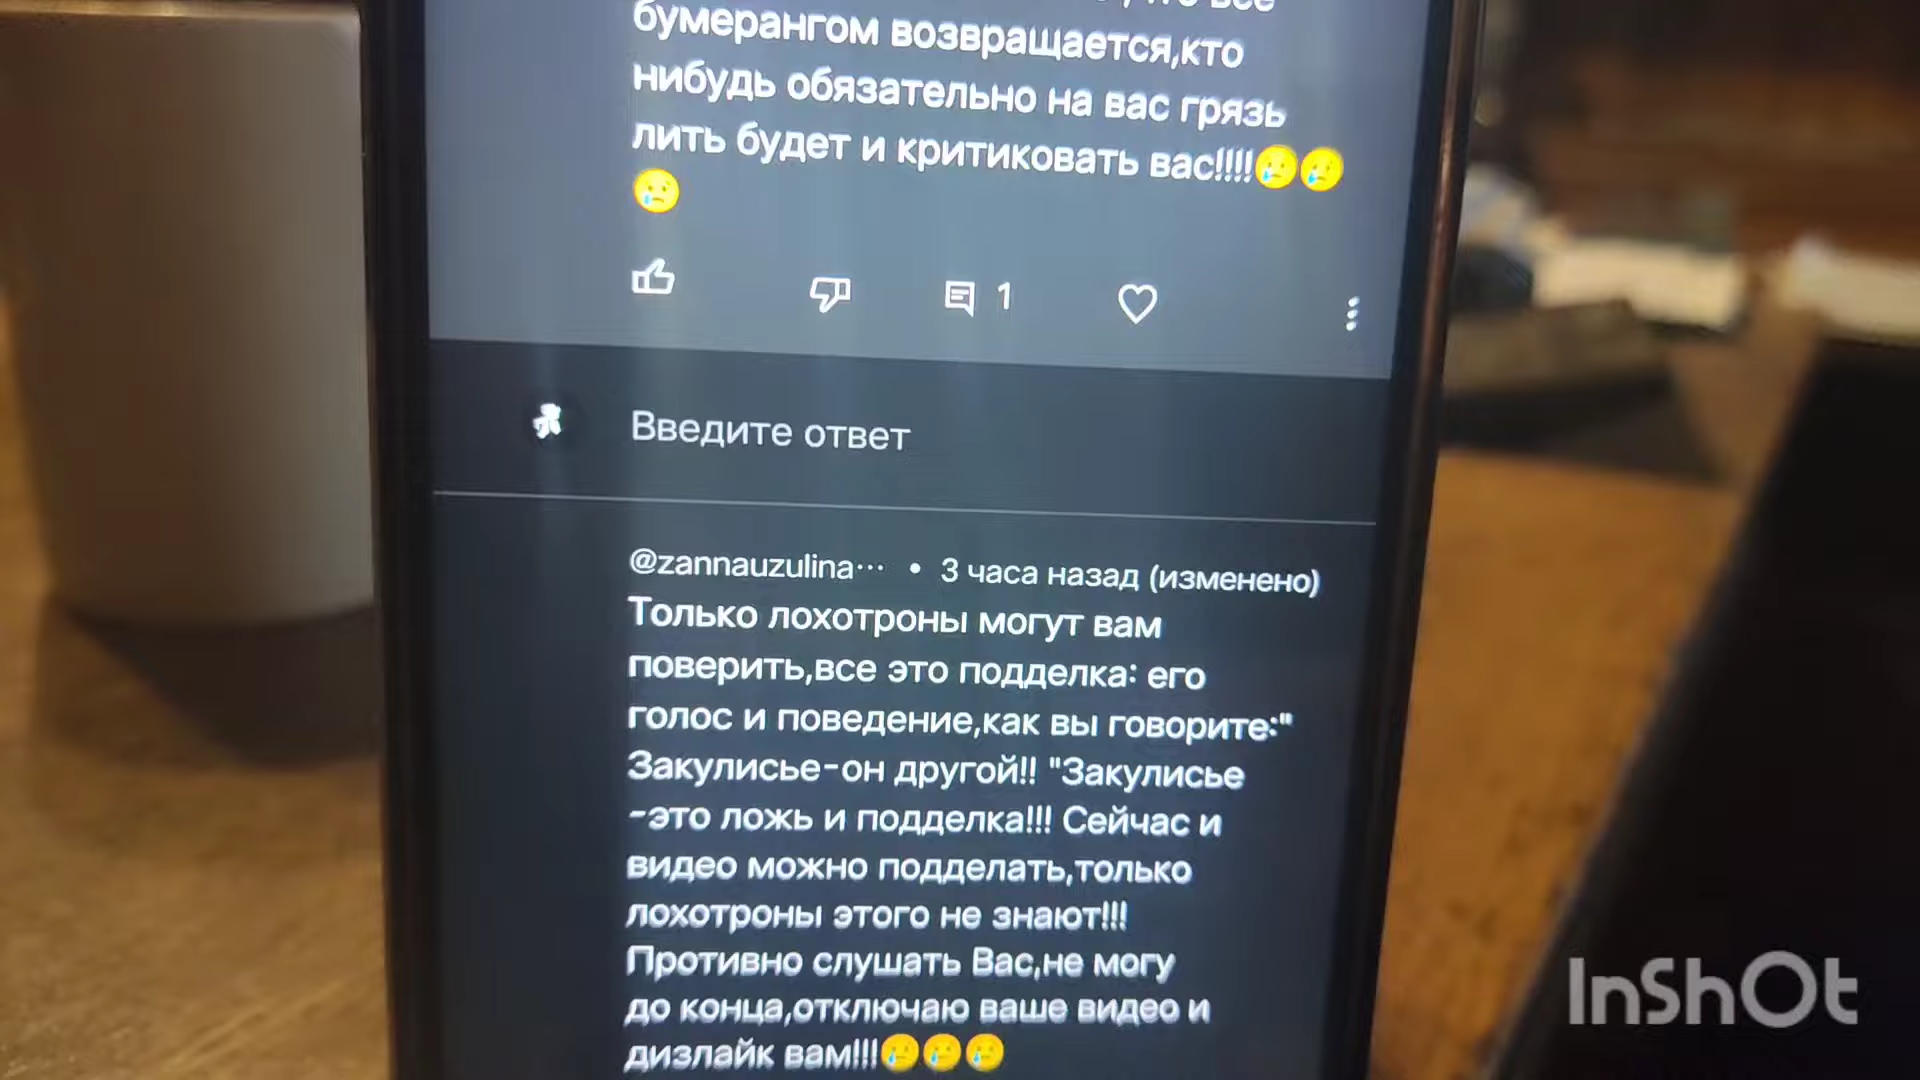 все
бумерангом возвращается,кто
нибудь обязательно на вас грязь
лить будет и критиковать вас!!!!😢😢
😢
1
Введите ответ
@zannauzulina… • 3 часа назад (изменено)
Только лохотроны могут вам
поверить,все это подделка: его
голос и поведение,как вы говорите:"
Закулисье-он другой!! "Закулисье
-это ложь и подделка!!! Сейчас и
видео можно подделать,только
лохотроны этого не знают!!!
Противно слушать Вас,не могу
до конца,отключаю ваше видео и
дизлайк вам!!!😢😢😢
InShOt